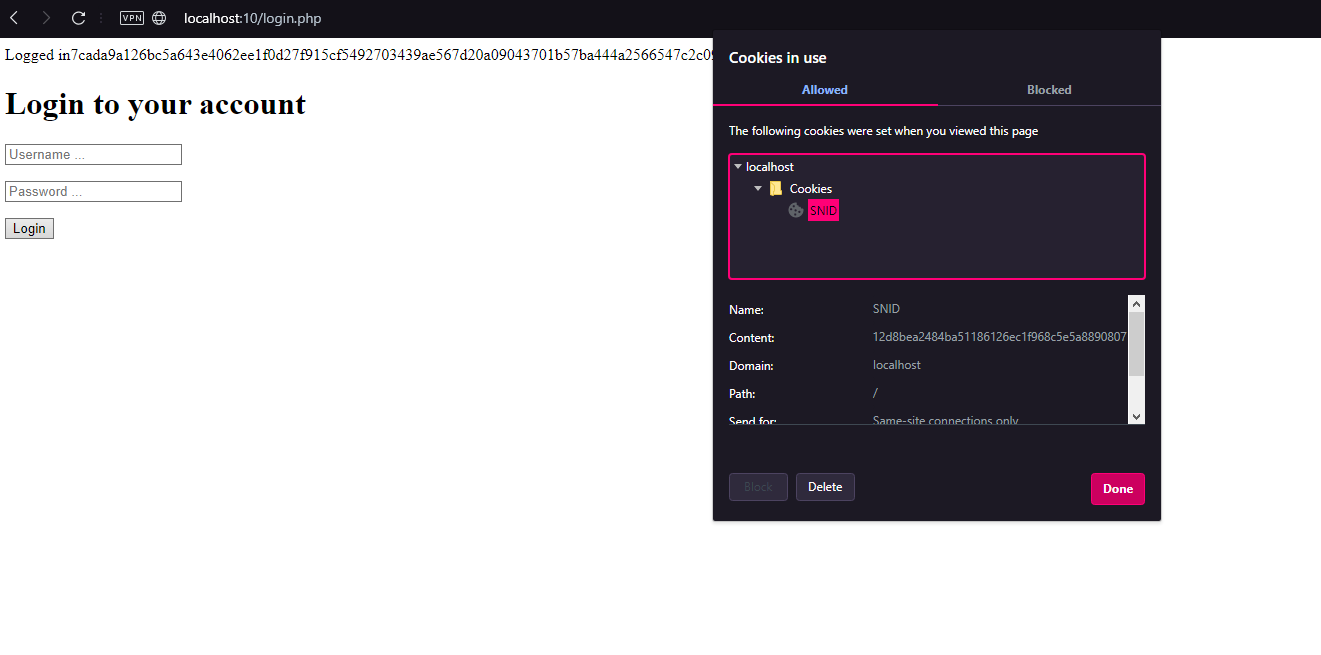 VPN localhost:10/login.php
Logged in7cada9a126bc5a643e4062ee1f0d27f915cf5492703439ae567d20a09043701b57ba444a2566547c2c0
Login to your account
Username ...
Password ...
Login
Cookies in use
Allowed Blocked
The following cookies were set when you viewed this page
localhost
Cookies
SNID
Name: SNID
Content: 12d8bea2484ba51186126ec1f968c5e5a8890807
Domain: localhost
Path: /
Send for: Same-site connections only
Block Delete Done